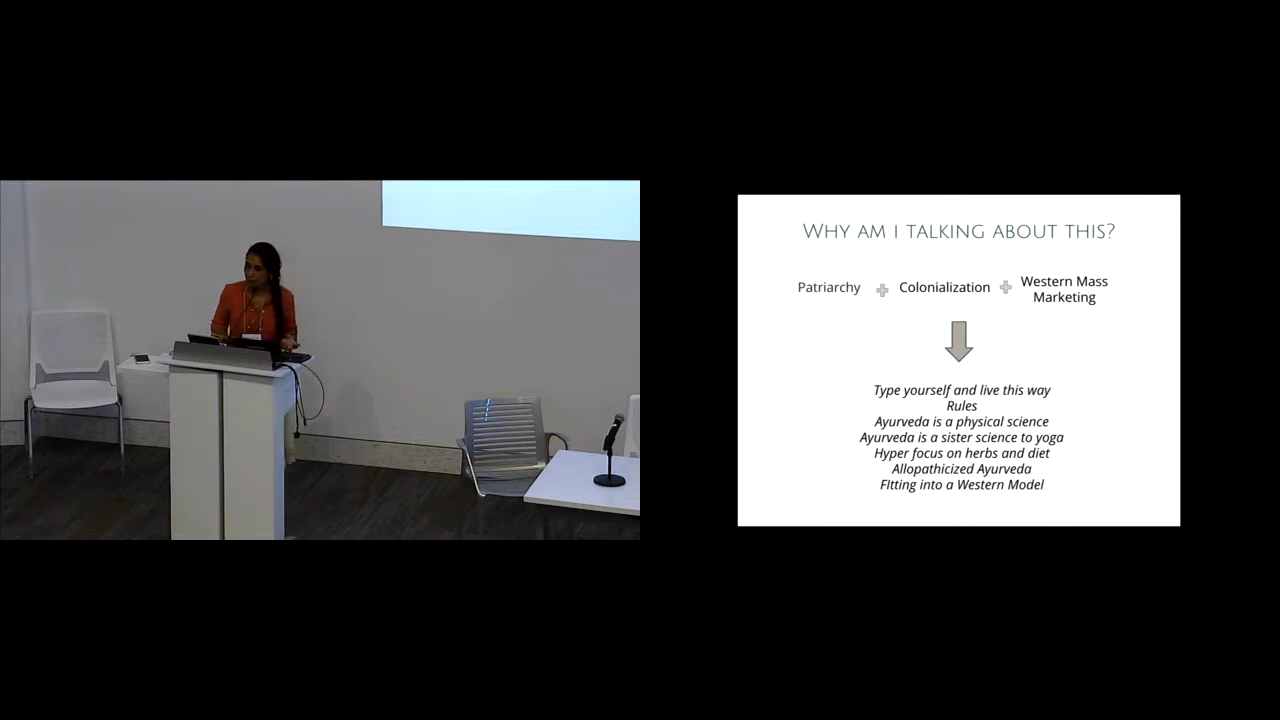 WHY AM I TALKING ABOUT THIS?
Patriarchy
Colonialization
Western Mass
Marketing
Type yourself and live this way
Rules
Ayurveda is a physical science
Ayurveda is a sister science to yoga
Hyper focus on herbs and diet
Allopathicized Ayurveda
FItting into a Western Model